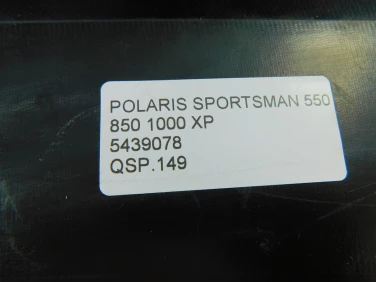 POLARIS SPORTSMAN 550
850 1000 XP
5439078
QSP.149